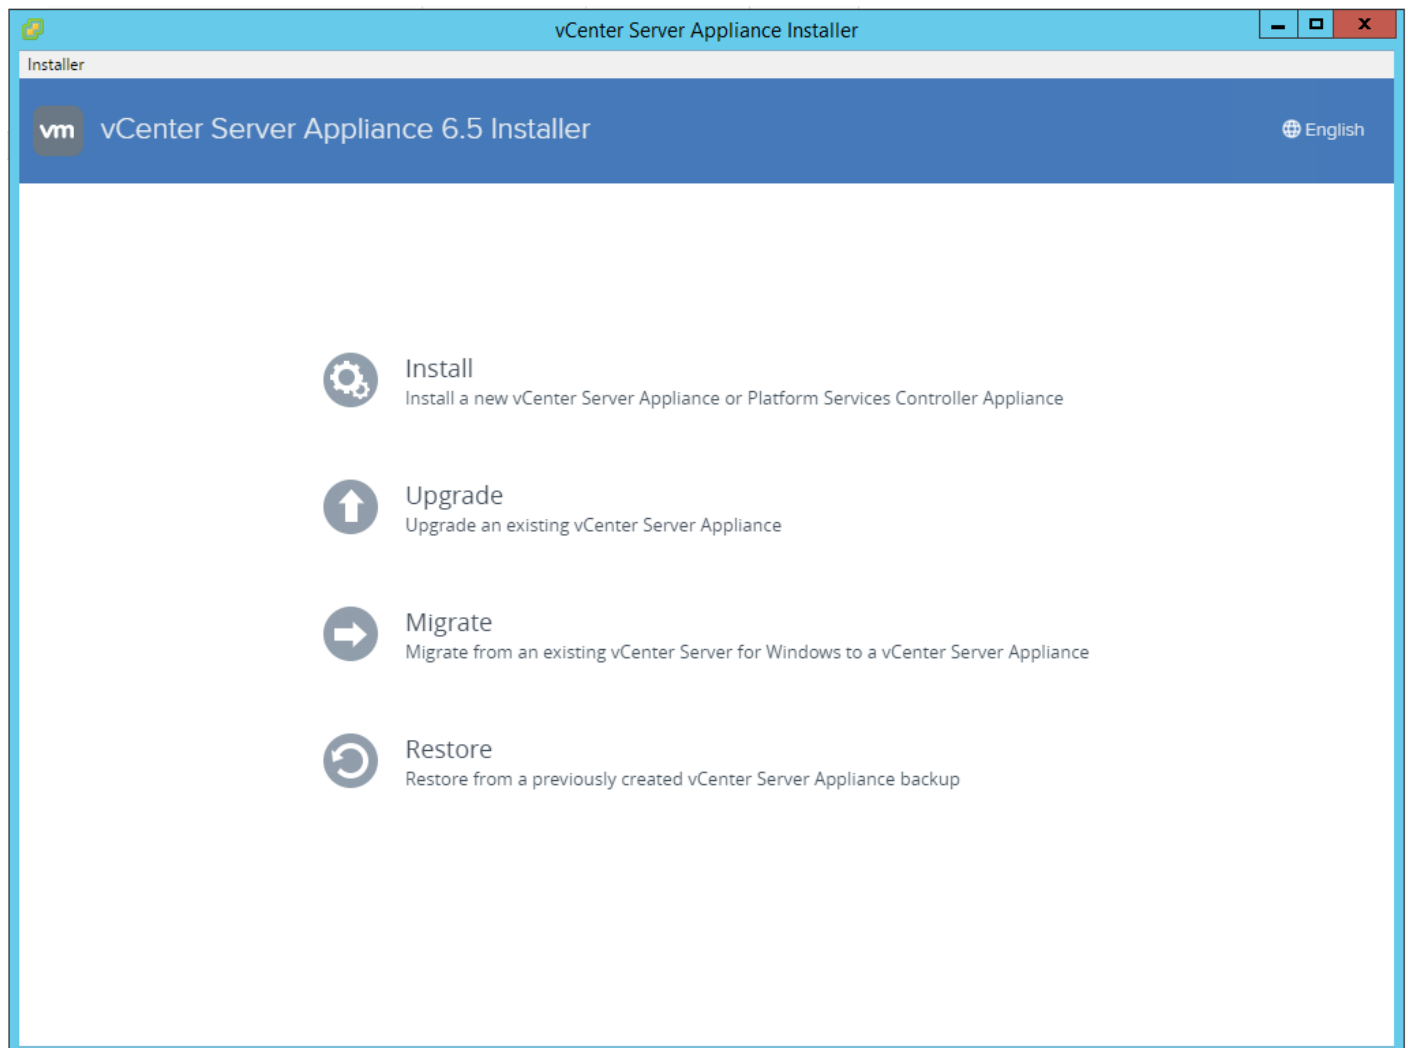 vCenter Server Appliance Installer
Installer
vm vCenter Server Appliance 6.5 Installer English
Install
Install a new vCenter Server Appliance or Platform Services Controller Appliance
Upgrade
Upgrade an existing vCenter Server Appliance
Migrate
Migrate from an existing vCenter Server for Windows to a vCenter Server Appliance
Restore
Restore from a previously created vCenter Server Appliance backup